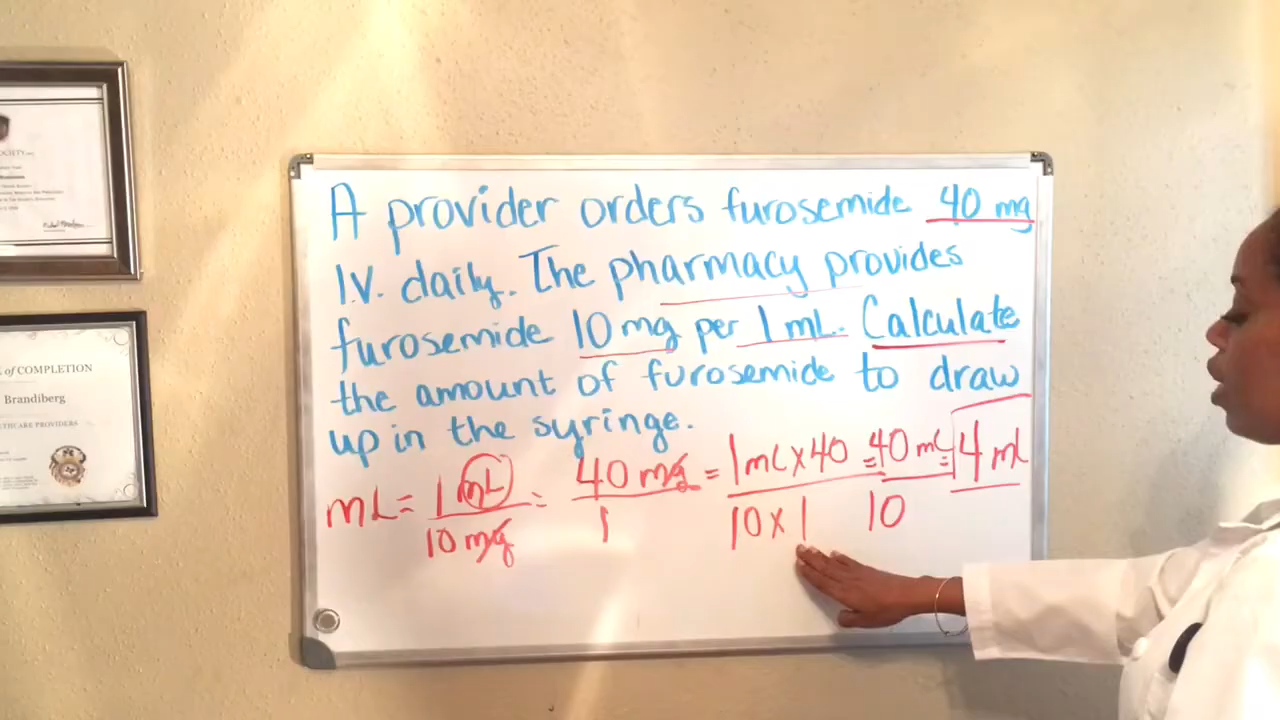 A provider orders furosemide 40 mg
I.V. daily. The pharmacy provides
furosemide 10 mg per 1 mL. Calculate
the amount of furosemide to draw
up in the syringe.
mL = 1 mL / 10 mg = 40 mg / 1 = 1 mL x 40 / 10 x 1 = 40 mL / 10 = 4 mL
of COMPLETION
Brandiberg